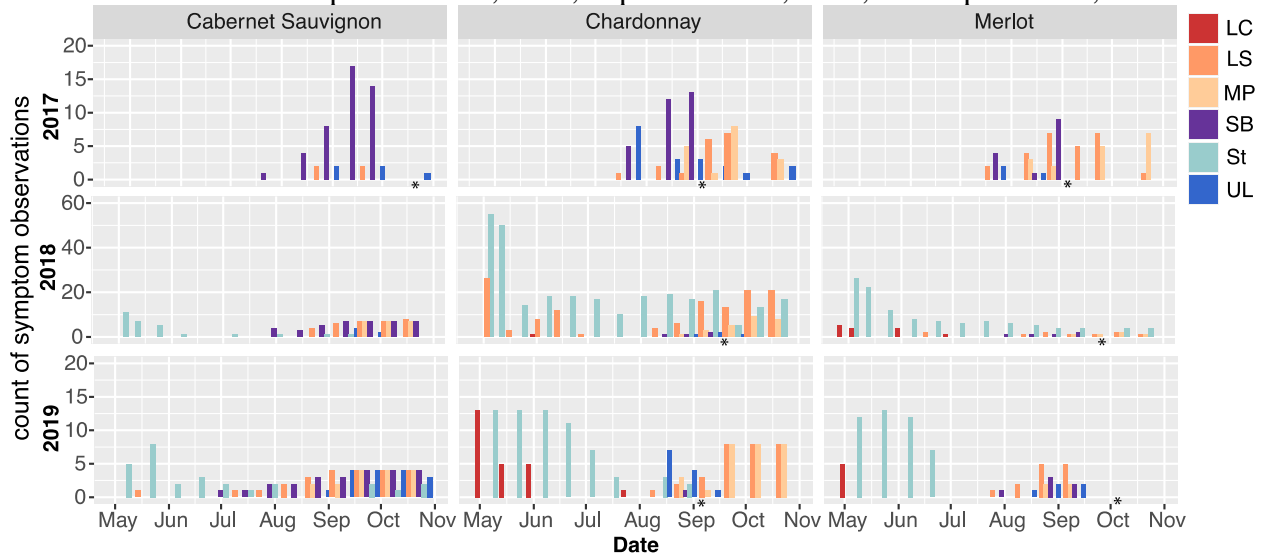 Cabernet Sauvignon Chardonnay Merlot
LC
LS
MP
SB
St
UL
count of symptom observations
2017
20
15
10
5
0
* * *
2018
60
40
20
0
* *
2019
20
15
10
5
0
* *
May Jun Jul Aug Sep Oct Nov May Jun Jul Aug Sep Oct Nov May Jun Jul Aug Sep Oct Nov
Date